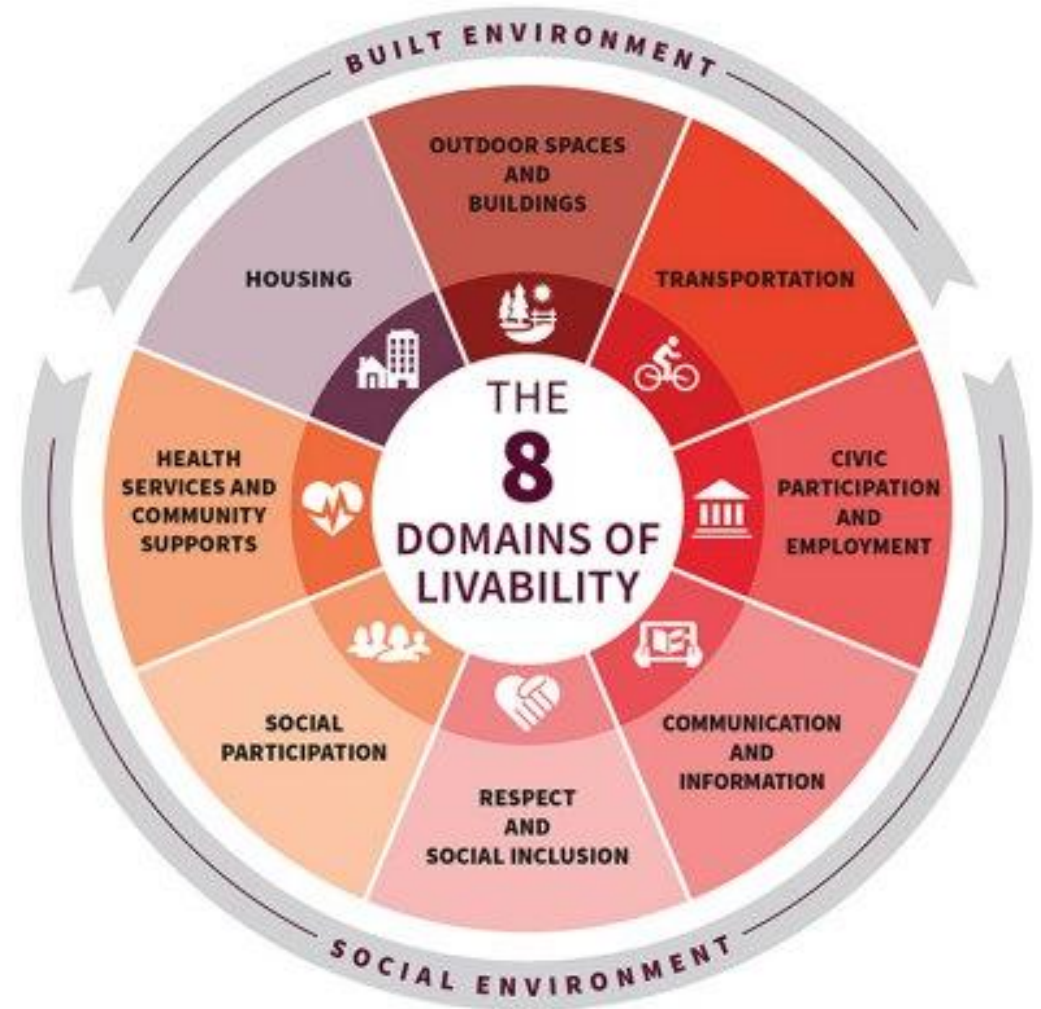 BUILT ENVIRONMENT
OUTDOOR SPACES
AND
BUILDINGS
HOUSING
TRANSPORTATION
THE
8
DOMAINS OF
LIVABILITY
HEALTH
SERVICES AND
COMMUNITY
SUPPORTS
CIVIC
PARTICIPATION
AND
EMPLOYMENT
SOCIAL
PARTICIPATION
COMMUNICATION
AND
INFORMATION
RESPECT
AND
SOCIAL INCLUSION
SOCIAL ENVIRONMENT